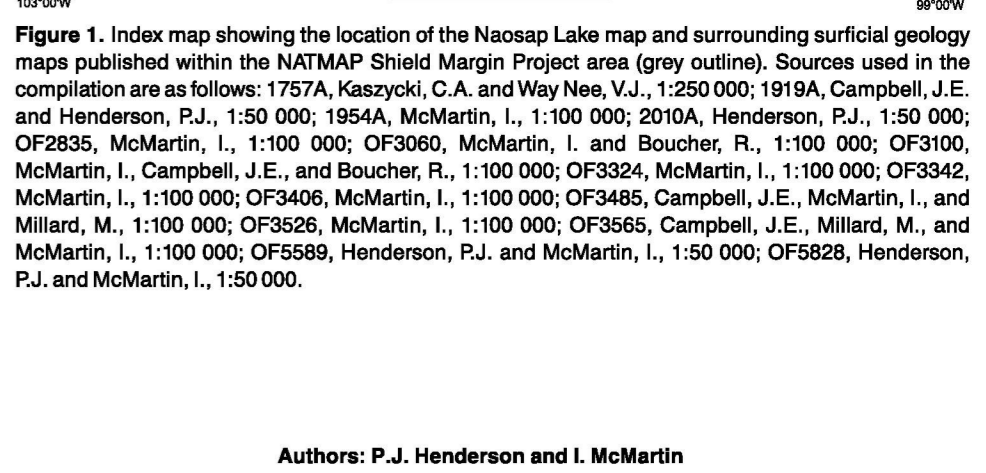 103°00'W 99°00'W
Figure 1. Index map showing the location of the Naosap Lake map and surrounding surficial geology
maps published within the NATMAP Shield Margin Project area (grey outline). Sources used in the
compilation are as follows: 1757A, Kaszycki, C.A. and Way Nee, V.J., 1:250 000; 1919A, Campbell, J.E.
and Henderson, P.J., 1:50 000; 1954A, McMartin, I., 1:100 000; 2010A, Henderson, P.J., 1:50 000;
OF2835, McMartin, I., 1:100 000; OF3060, McMartin, I. and Boucher, R., 1:100 000; OF3100,
McMartin, I., Campbell, J.E., and Boucher, R., 1:100 000; OF3324, McMartin, I., 1:100 000; OF3342,
McMartin, I., 1:100 000; OF3406, McMartin, I., 1:100 000; OF3485, Campbell, J.E., McMartin, I., and
Millard, M., 1:100 000; OF3526, McMartin, I., 1:100 000; OF3565, Campbell, J.E., Millard, M., and
McMartin, I., 1:100 000; OF5589, Henderson, P.J. and McMartin, I., 1:50 000; OF5828, Henderson,
P.J. and McMartin, I., 1:50 000.
Authors: P.J. Henderson and I. McMartin